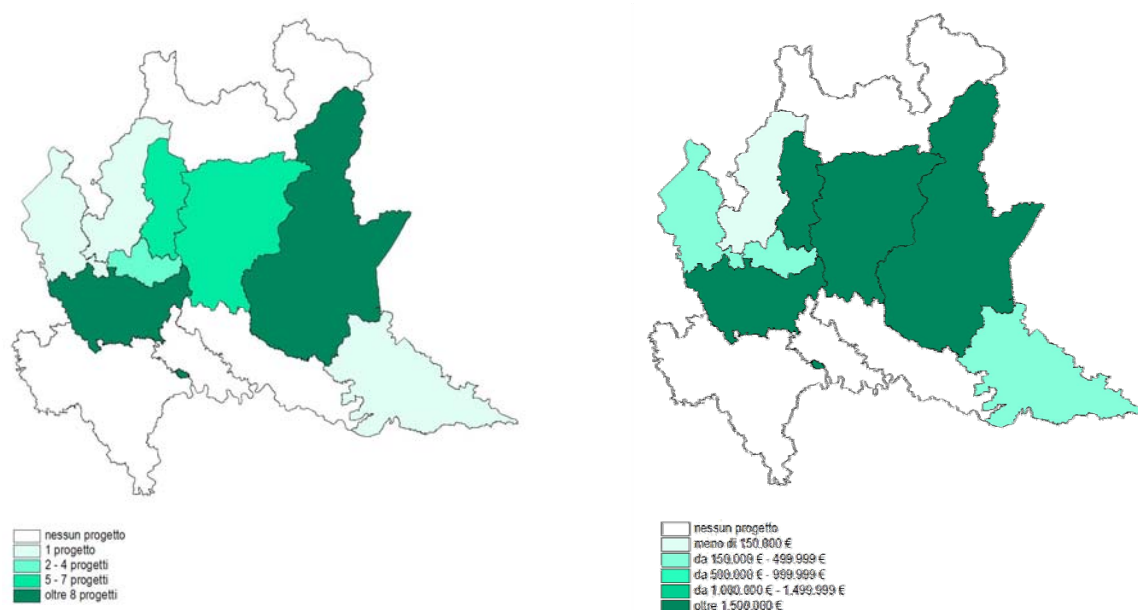 nessun progetto
1 progetto
2 - 4 progetti
5 - 7 progetti
oltre 8 progetti
nessun progetto
meno di 150.000 €
da 150.000 € - 499.999 €
da 500.000 € - 999.999 €
da 1.000.000 € - 1.499.999 €
oltre 1.500.000 €